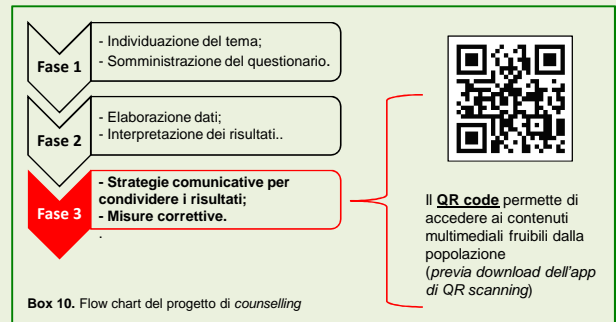 Fase 1
- Individuazione del tema;
- Somministrazione del questionario.
Fase 2
- Elaborazione dati;
- Interpretazione dei risultati..
Fase 3
- Strategie comunicative per
condividere i risultati;
- Misure correttive.
.
Il QR code permette di
accedere ai contenuti
multimediali fruibili dalla
popolazione
(previa download dell'app
di QR scanning)
Box 10. Flow chart del progetto di counselling